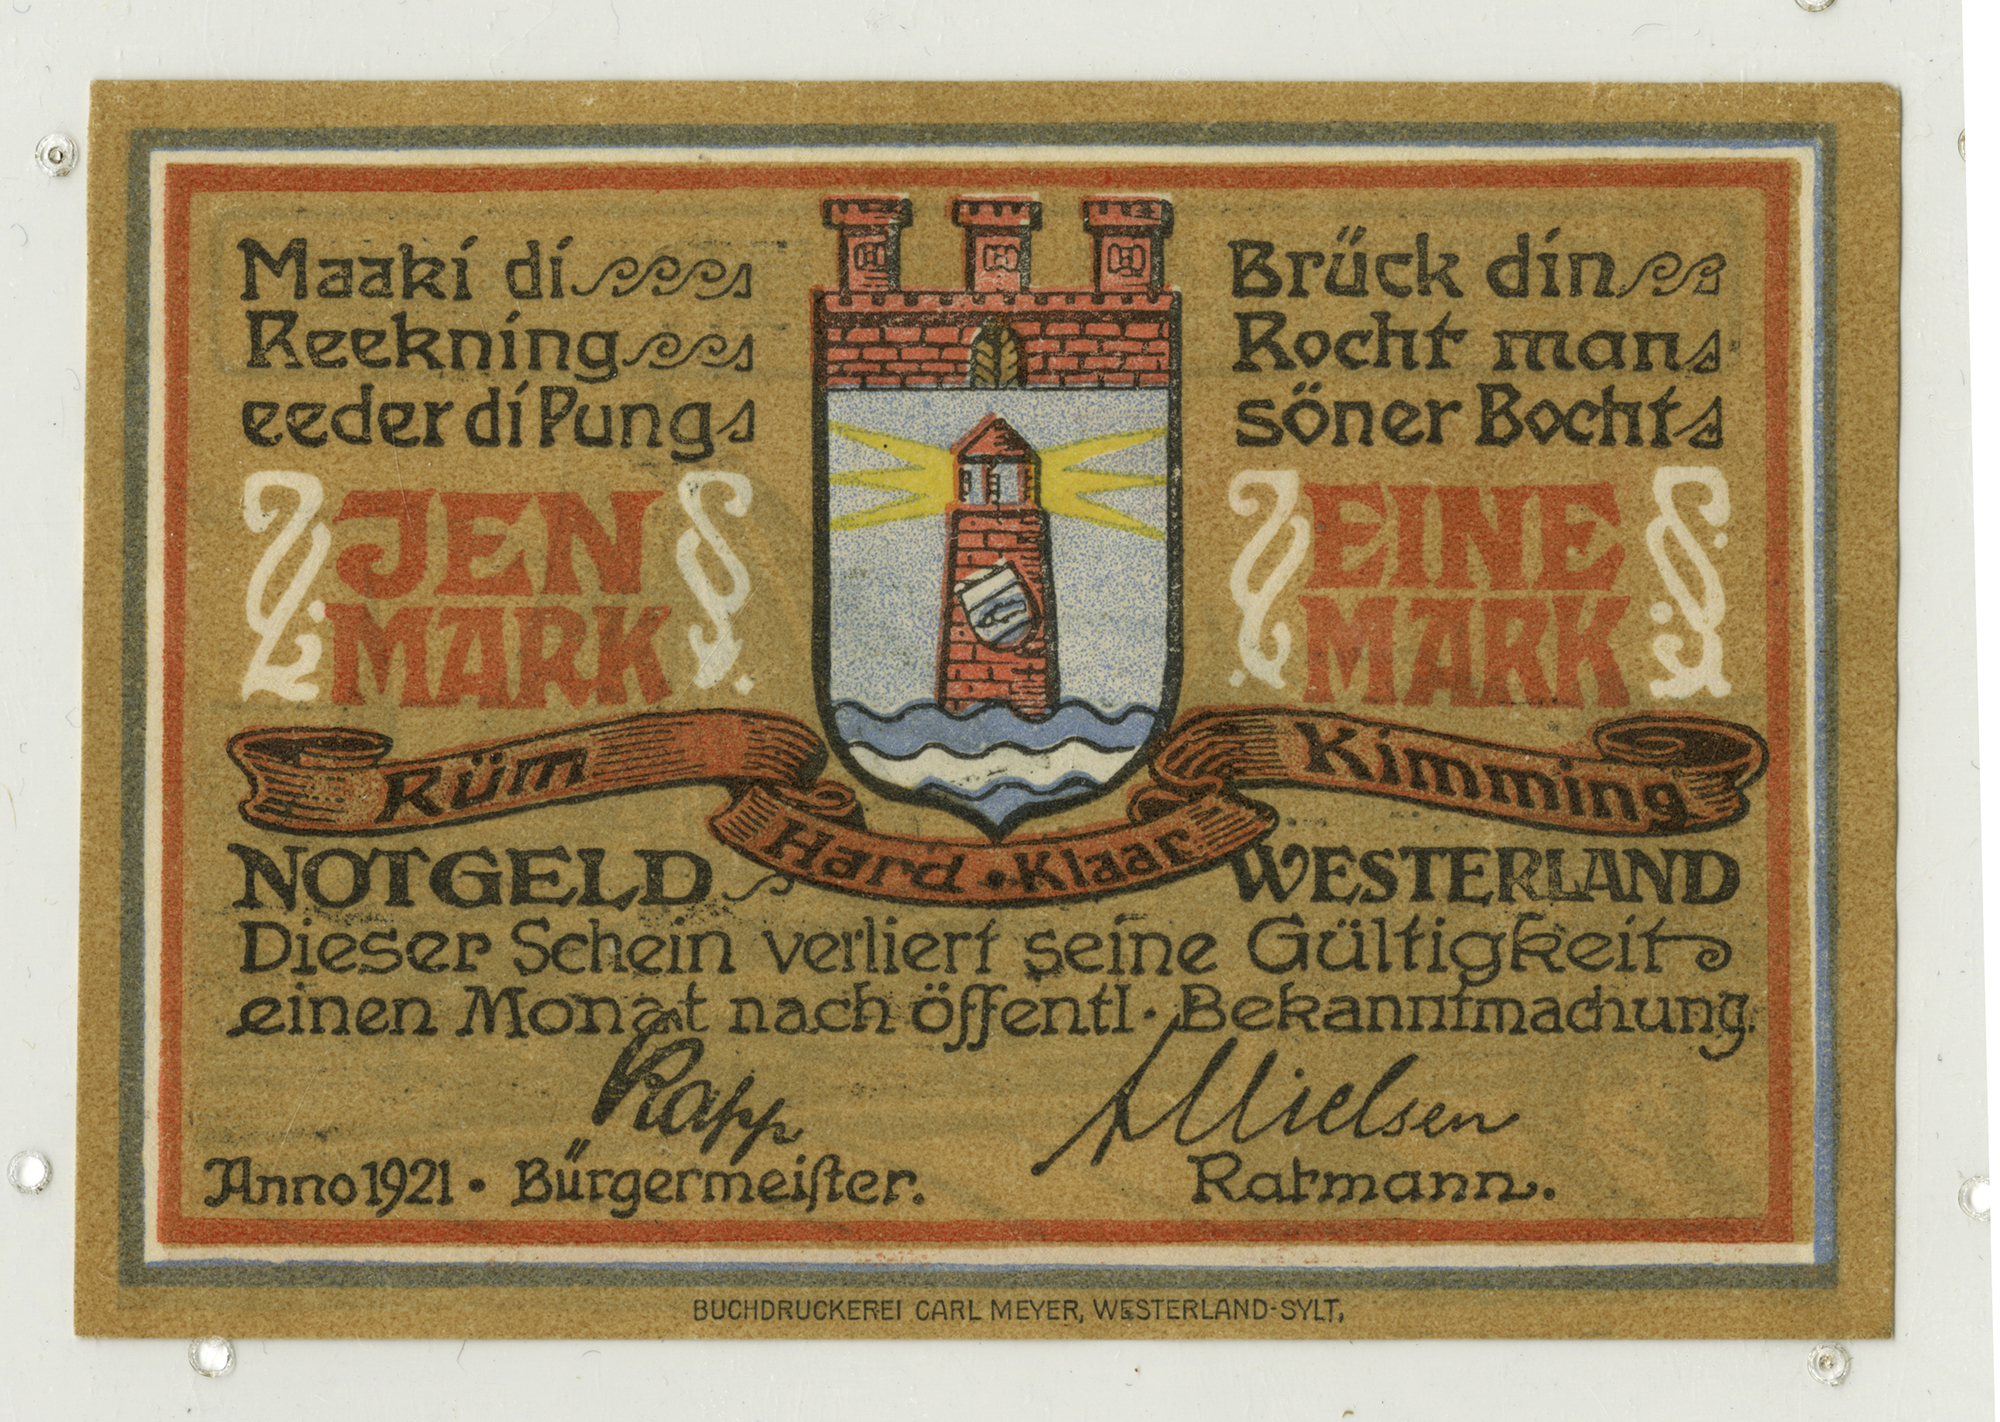 Maaki di
Reekning
eeder di Pung
JEN
MARK
Brück din
Rocht man
söner Bocht
EINE
MARK
Rüm Hard · Klaar Kimming
NOTGELD WESTERLAND
Dieser Schein verliert seine Gültigkeit
einen Monat nach öffentl. Bekanntmachung.
Kapp Nielsen
Anno 1921 · Bürgermeiſter. Ratmann.
BUCHDRUCKEREI CARL MEYER, WESTERLAND-SYLT,